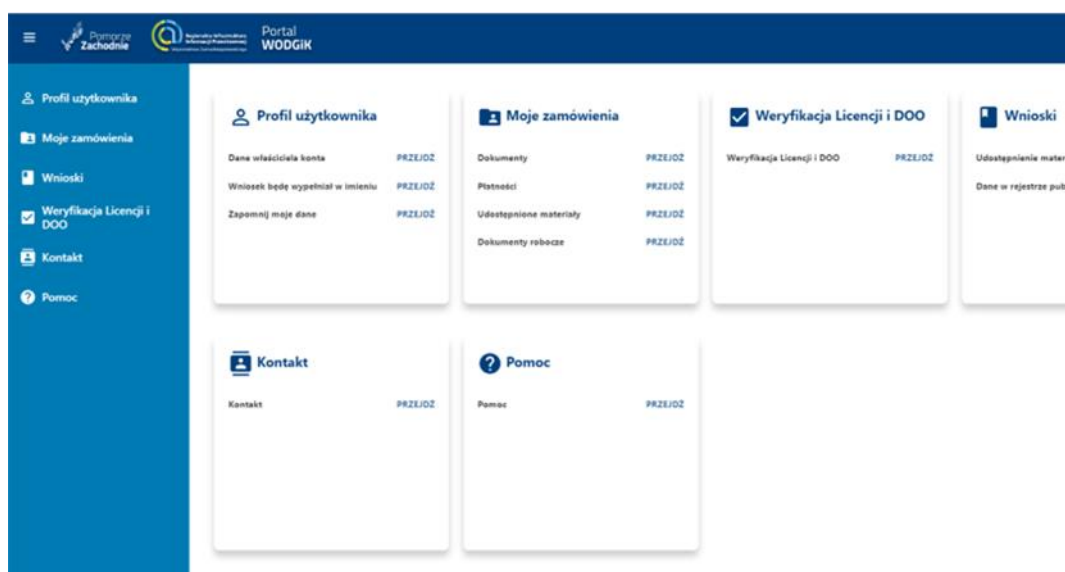 Pomorze
Zachodnie
Portal
WODGiK
Profil użytkownika
Moje zamówienia
Wnioski
Weryfikacja Licencji i
DOO
Kontakt
Pomoc
Profil użytkownika
Dane właściciela konta PRZEJDŹ
Wniosek będę wypełniał w imieniu PRZEJDŹ
Zapomnij moje dane PRZEJDŹ
Moje zamówienia
Dokumenty PRZEJDŹ
Płatności PRZEJDŹ
Udostępnione materiały PRZEJDŹ
Dokumenty robocze PRZEJDŹ
Weryfikacja Licencji i DOO
Weryfikacja Licencji i DOO PRZEJDŹ
Wnioski
Udostępnienie mater
Dane w rejestrze pub
Kontakt
Kontakt PRZEJDŹ
Pomoc
Pomoc PRZEJDŹ